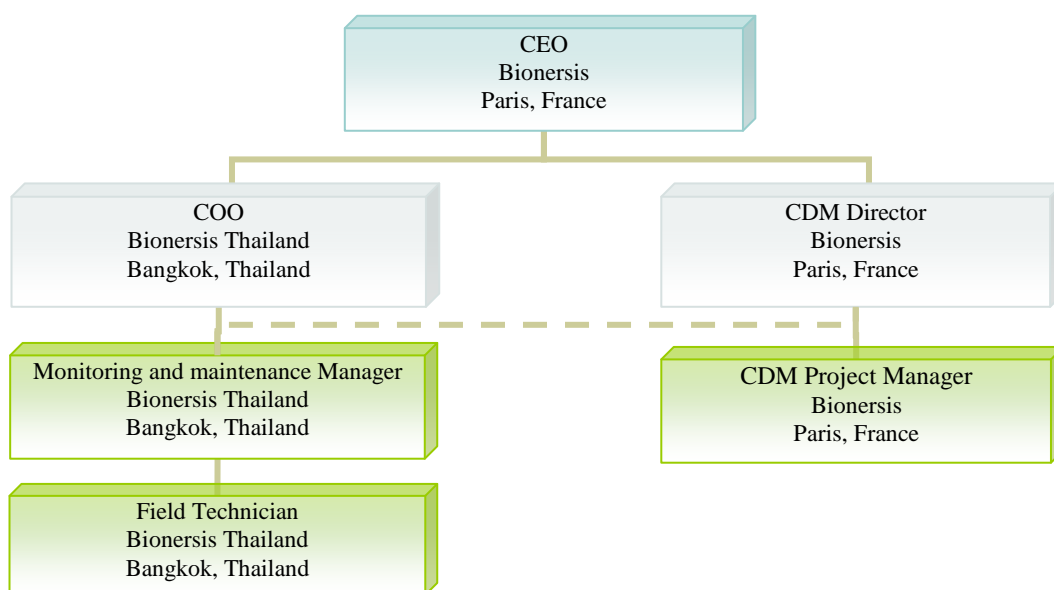 CEO
Bionersis
Paris, France
COO
Bionersis Thailand
Bangkok, Thailand
CDM Director
Bionersis
Paris, France
Monitoring and maintenance Manager
Bionersis Thailand
Bangkok, Thailand
CDM Project Manager
Bionersis
Paris, France
Field Technician
Bionersis Thailand
Bangkok, Thailand